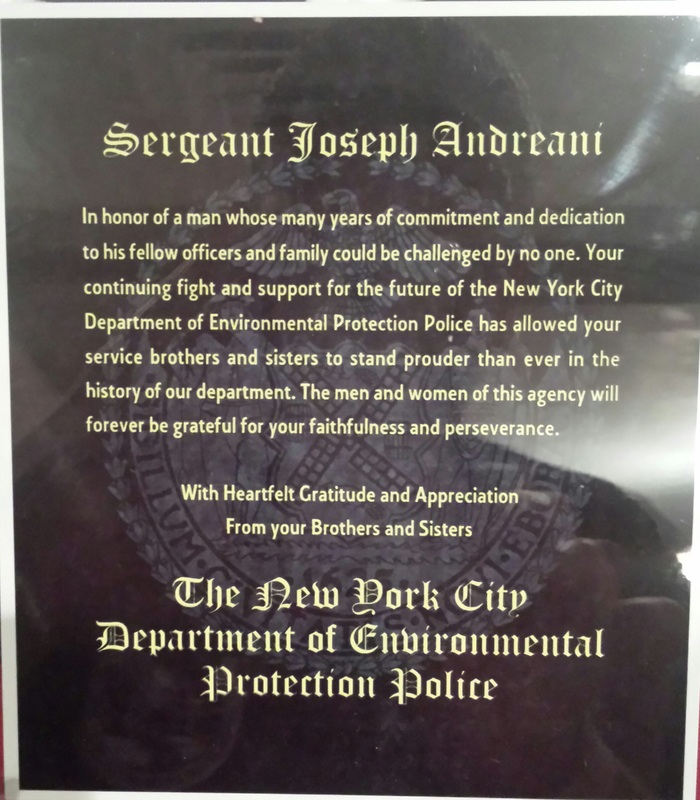 Sergeant Joseph Andreani
In honor of a man whose many years of commitment and dedication
to his fellow officers and family could be challenged by no one. Your
continuing fight and support for the future of the New York City
Department of Environmental Protection Police has allowed your
service brothers and sisters to stand prouder than ever in the
history of our department. The men and women of this agency will
forever be grateful for your faithfulness and perseverance.
With Heartfelt Gratitude and Appreciation
From your Brothers and Sisters
The New York City
Department of Environmental
Protection Police